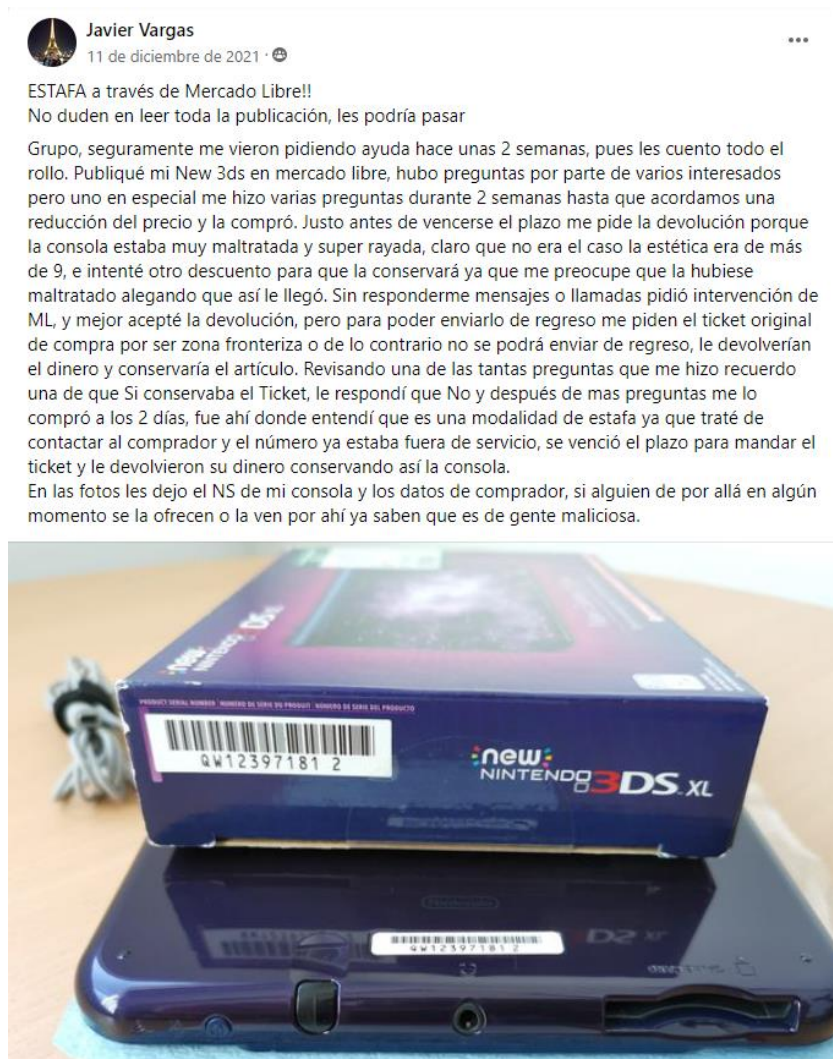 Javier Vargas
11 de diciembre de 2021 ·
ESTAFA a través de Mercado Libre!!
No duden en leer toda la publicación, les podría pasar
Grupo, seguramente me vieron pidiendo ayuda hace unas 2 semanas, pues les cuento todo el
rollo. Publiqué mi New 3ds en mercado libre, hubo preguntas por parte de varios interesados
pero uno en especial me hizo varias preguntas durante 2 semanas hasta que acordamos una
reducción del precio y la compró. Justo antes de vencerse el plazo me pide la devolución porque
la consola estaba muy maltratada y super rayada, claro que no era el caso la estética era de más
de 9, e intenté otro descuento para que la conservará ya que me preocupe que la hubiese
maltratado alegando que así le llegó. Sin responderme mensajes o llamadas pidió intervención de
ML, y mejor acepté la devolución, pero para poder enviarlo de regreso me piden el ticket original
de compra por ser zona fronteriza o de lo contrario no se podrá enviar de regreso, le devolverían
el dinero y conservaría el artículo. Revisando una de las tantas preguntas que me hizo recuerdo
una de que Si conservaba el Ticket, le respondí que No y después de mas preguntas me lo
compró a los 2 días, fue ahí donde entendí que es una modalidad de estafa ya que traté de
contactar al comprador y el número ya estaba fuera de servicio, se venció el plazo para mandar el
ticket y le devolvieron su dinero conservando así la consola.
En las fotos les dejo el NS de mi consola y los datos de comprador, si alguien de por allá en algún
momento se la ofrecen o la ven por ahí ya saben que es de gente maliciosa.
new
NINTENDO 3DS XL
PRODUCT SERIAL NUMBER NUMÉRO DE SÉRIE DU PRODUIT NÚMERO DE SERIE DEL PRODUCTO
QW12397181 2
new
NINTENDO 3DS XL
Nintendo
QW12397181 2